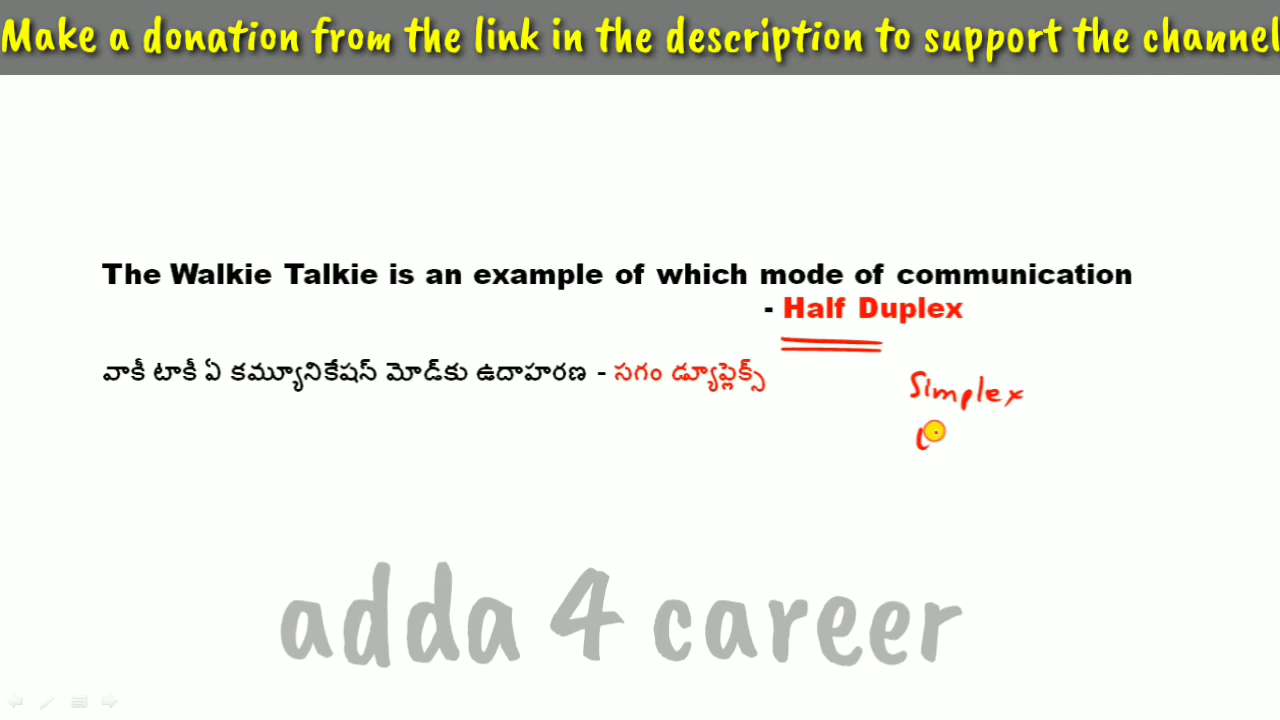 Make a donation from the link in the description to support the channel
The Walkie Talkie is an example of which mode of communication
- Half Duplex
వాకీ టాకీ ఏ కమ్యూనికేషన్ మోడ్‌కు ఉదాహరణ - సగం డ్యూప్లెక్స్
Simplex
adda 4 career